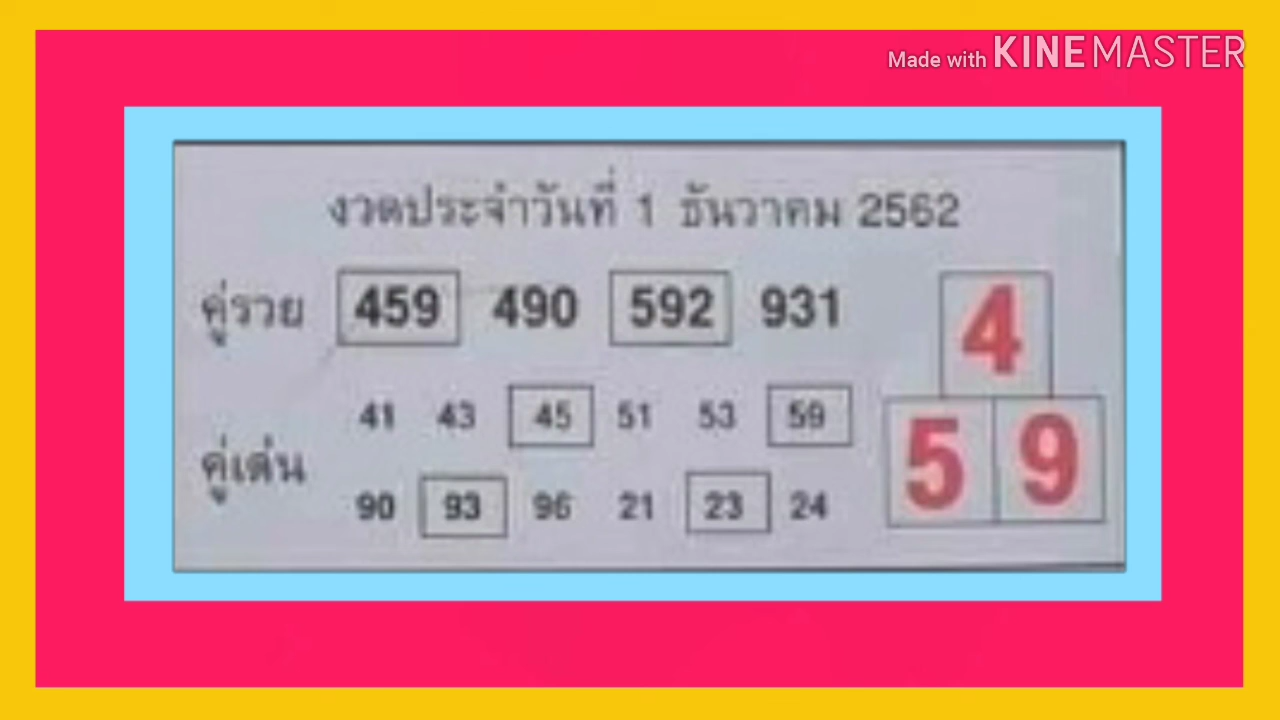 Made with KINEMASTER
งวดประจำวันที่ 1 ธันวาคม 2562
คู่รวย 459 490 592 931
4
คู่เด่น
41 43 45 51 53 59
5 9
90 93 96 21 23 24